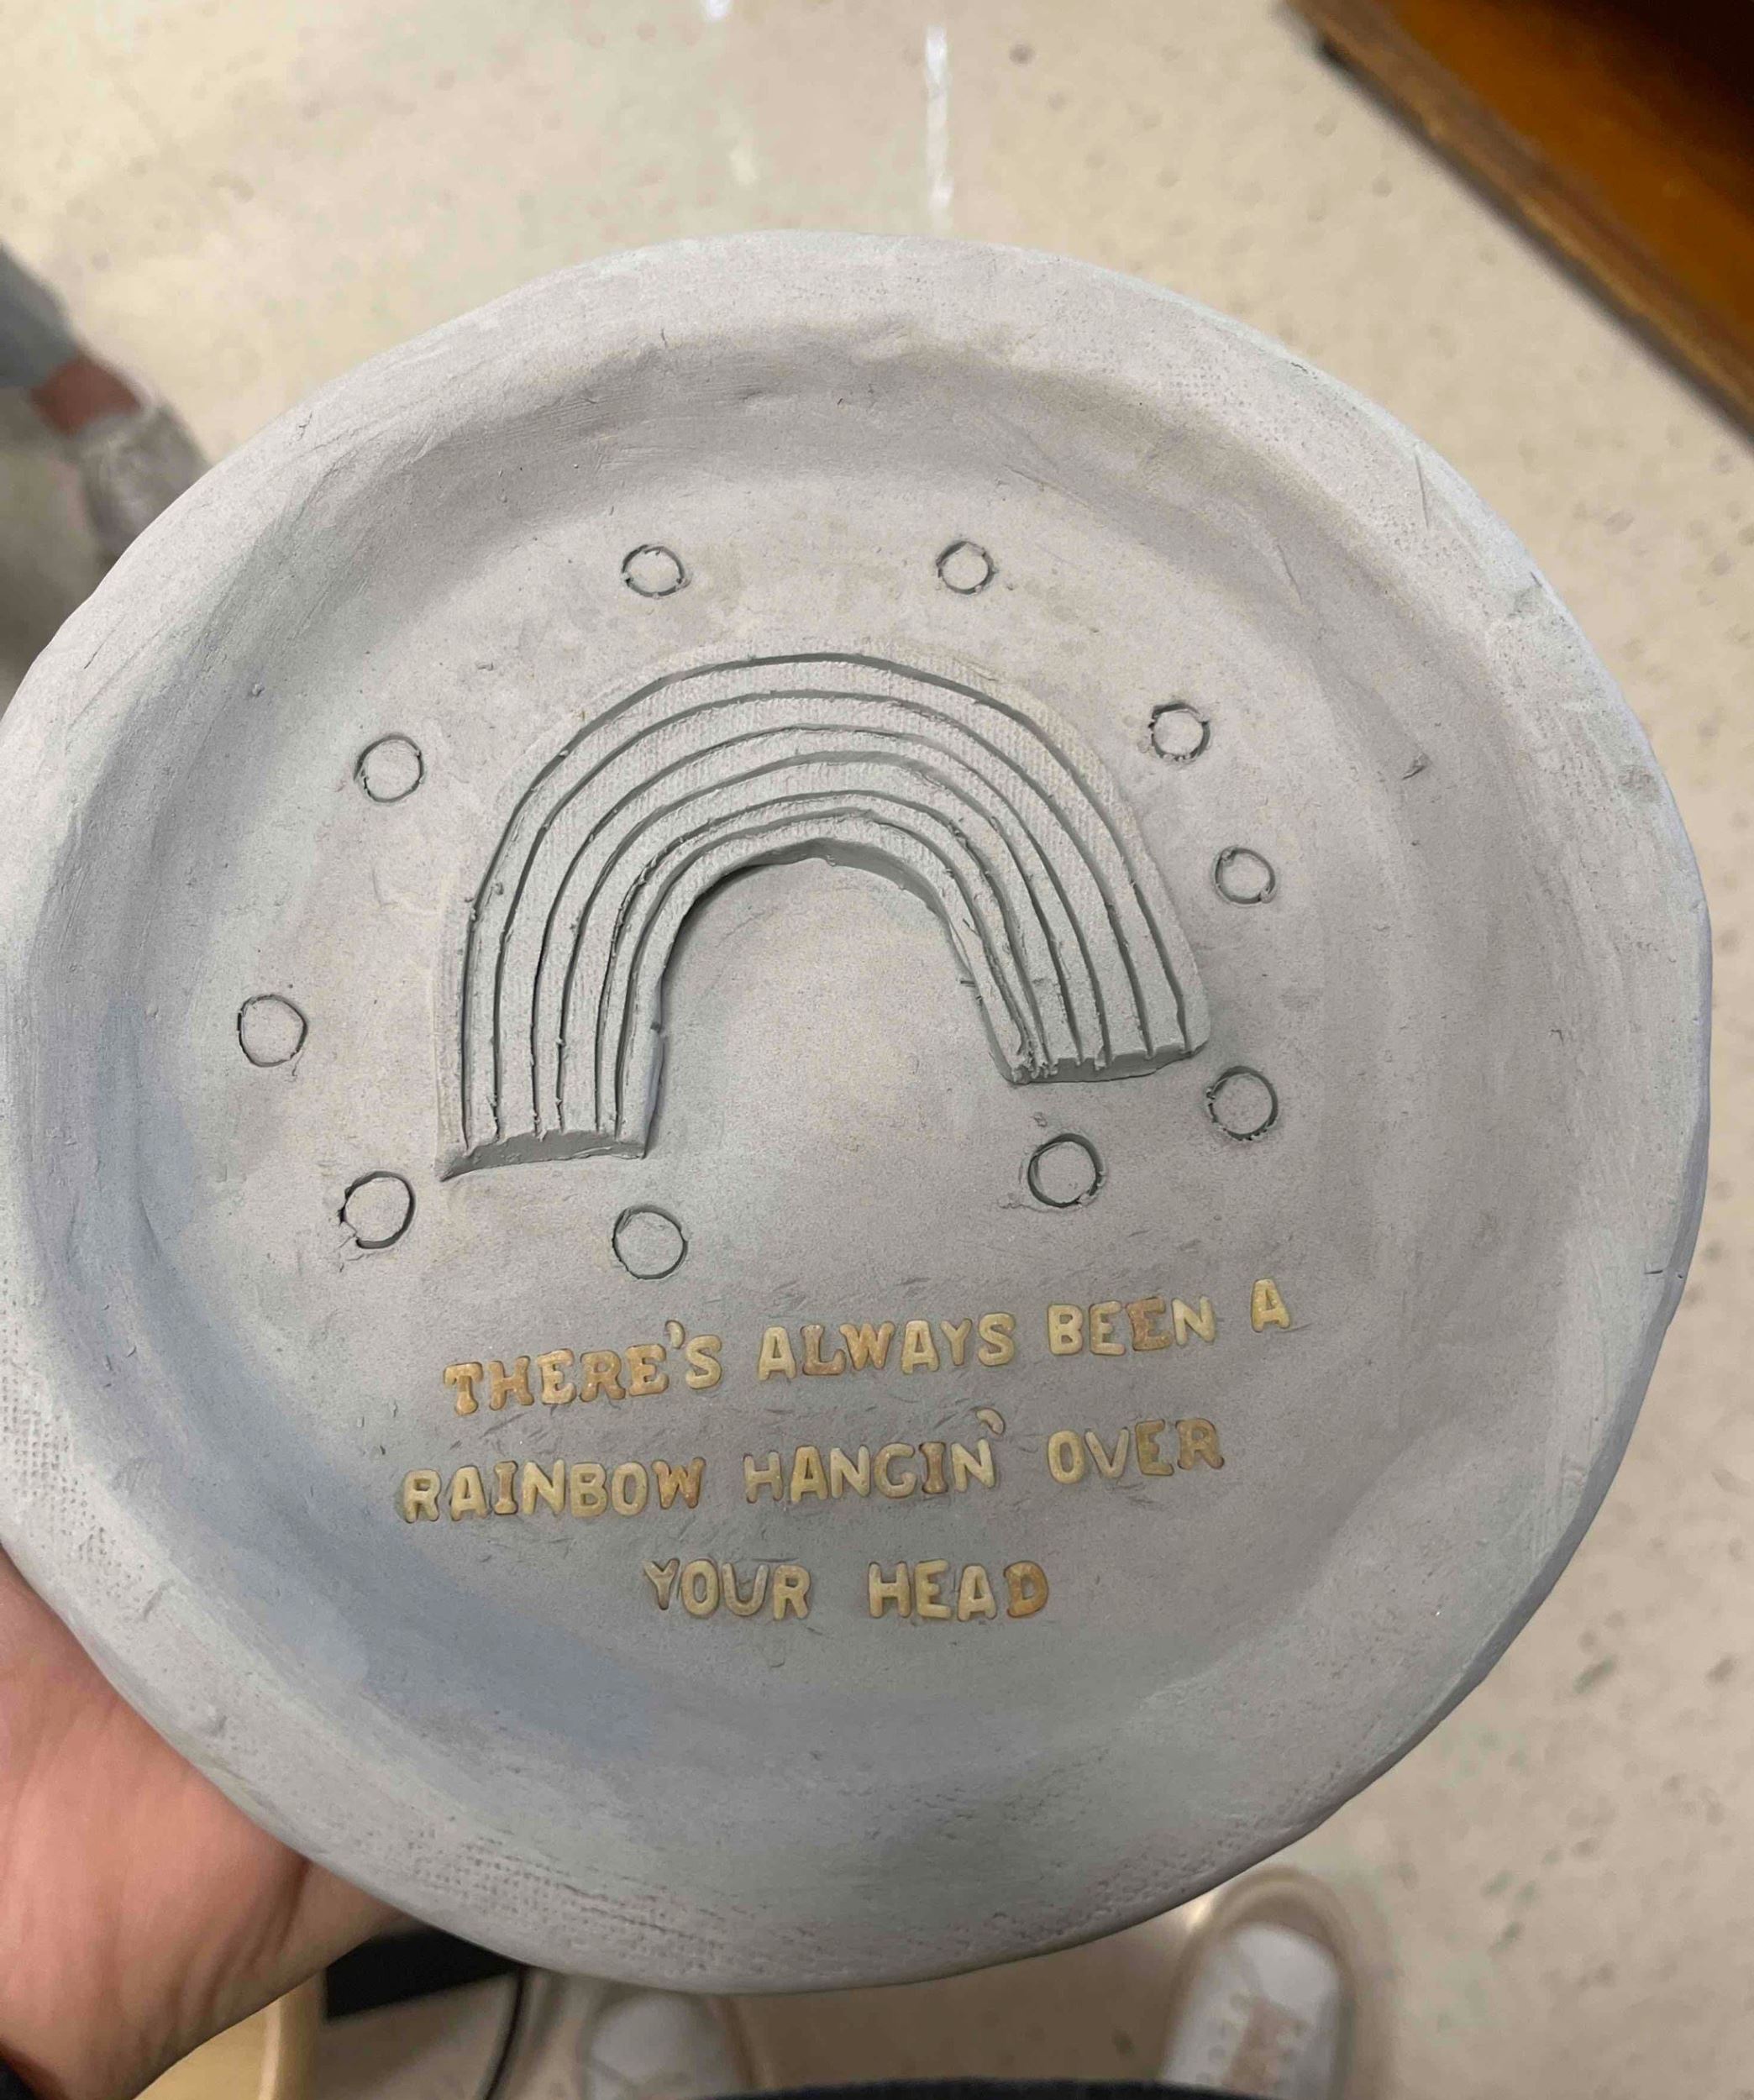 THERE'S ALWAYS BEEN A
RAINBOW HANGIN' OVER
YOUR HEAD